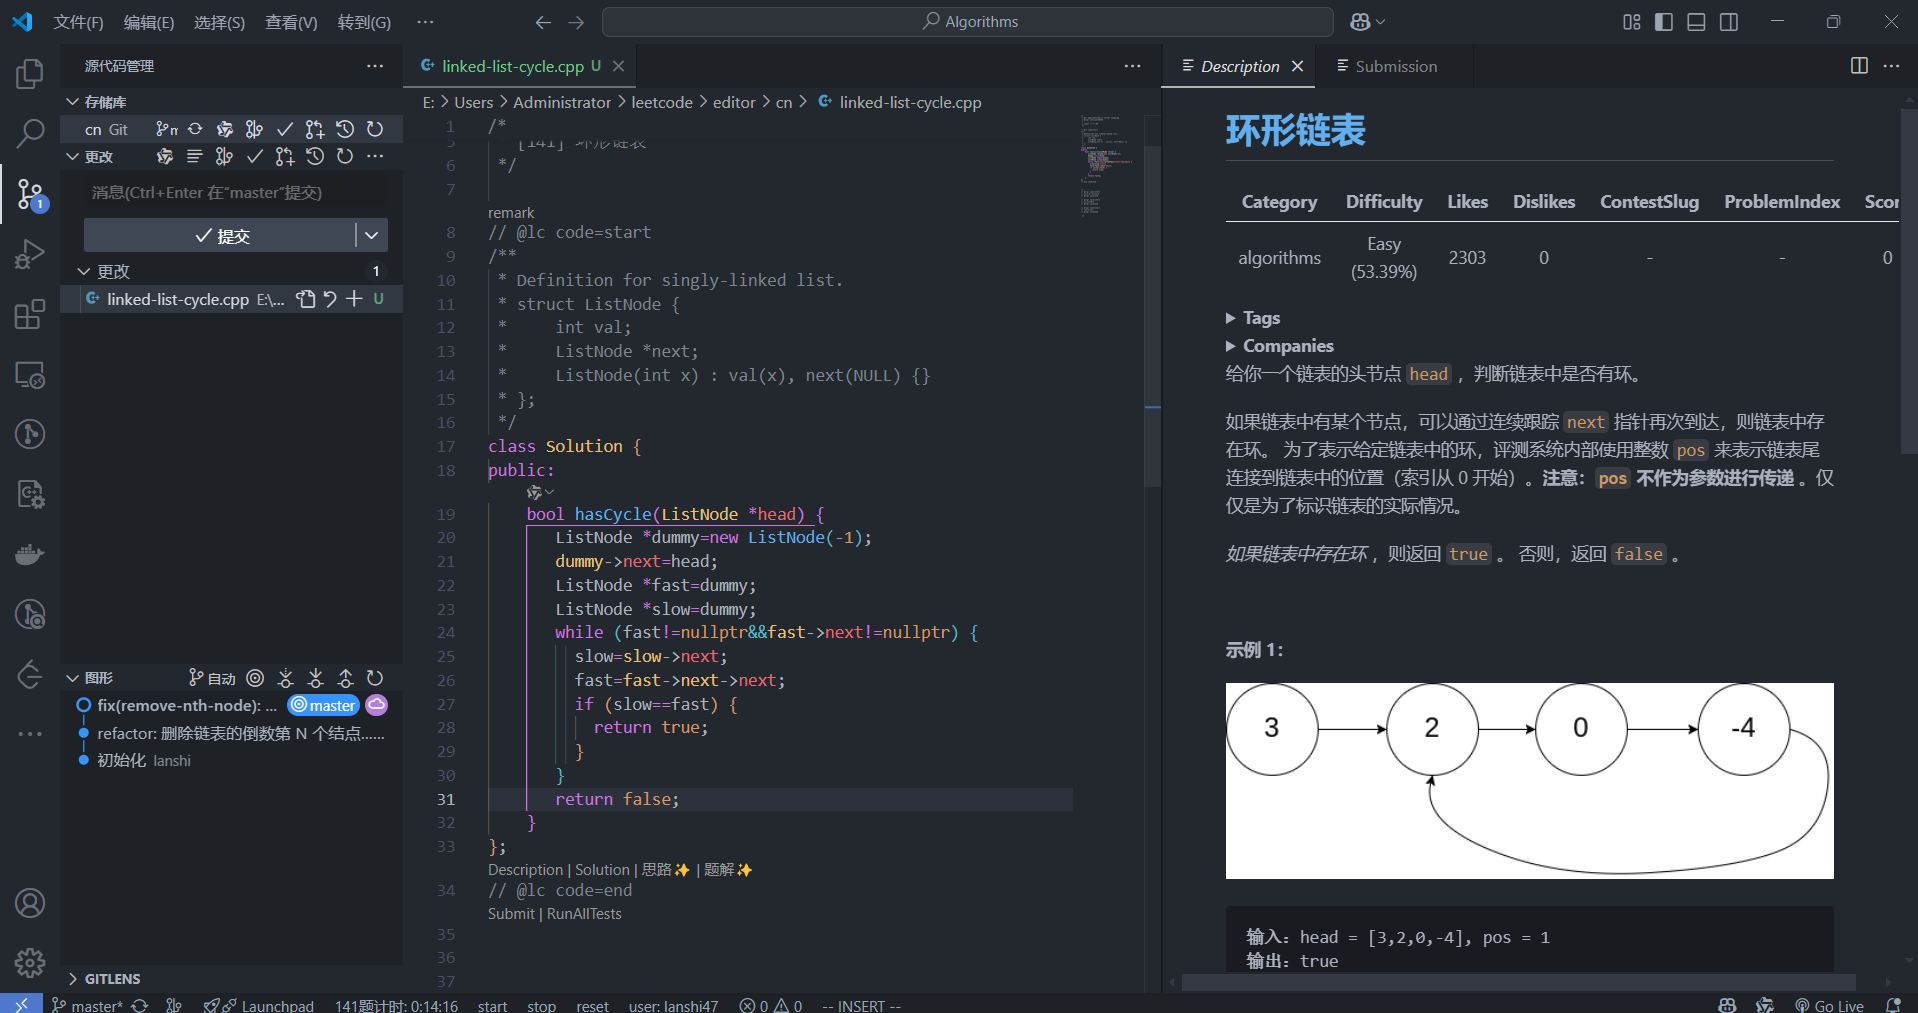 文件(F) 编辑(E) 选择(S) 查看(V) 转到(G) ··· Algorithms
源代码管理
存储库
cn Git
更改
消息(Ctrl+Enter 在“master”提交)
提交
更改 1
linked-list-cycle.cpp E:\... U
图形 自动
fix(remove-nth-node): ... master
refactor: 删除链表的倒数第 N 个结点......
初始化 lanshi
GITLENS
linked-list-cycle.cpp U
E: > Users > Administrator > leetcode > editor > cn > linked-list-cycle.cpp
1 /*
5 * [141] 环形链表
6 */
7
remark
8 // @lc code=start
9 /**
10 * Definition for singly-linked list.
11 * struct ListNode {
12 *     int val;
13 *     ListNode *next;
14 *     ListNode(int x) : val(x), next(NULL) {}
15 * };
16 */
17 class Solution {
18 public:
19 bool hasCycle(ListNode *head) {
20 ListNode *dummy=new ListNode(-1);
21 dummy->next=head;
22 ListNode *fast=dummy;
23 ListNode *slow=dummy;
24 while (fast!=nullptr&&fast->next!=nullptr) {
25 slow=slow->next;
26 fast=fast->next->next;
27 if (slow==fast) {
28 return true;
29 }
30 }
31 return false;
32 }
33 };
Description | Solution | 思路✨ | 题解✨
34 // @lc code=end
Submit | RunAllTests
35
36
37
Description Submission
环形链表
Category Difficulty Likes Dislikes ContestSlug ProblemIndex Scor
algorithms Easy (53.39%) 2303 0 - - 0
▶ Tags
▶ Companies
给你一个链表的头节点 head ，判断链表中是否有环。
如果链表中有某个节点，可以通过连续跟踪 next 指针再次到达，则链表中存
在环。 为了表示给定链表中的环，评测系统内部使用整数 pos 来表示链表尾
连接到链表中的位置（索引从 0 开始）。注意：pos 不作为参数进行传递 。仅
仅是为了标识链表的实际情况。
如果链表中存在环 ，则返回 true 。 否则，返回 false 。
示例 1：
3 2 0 -4
输入：head = [3,2,0,-4], pos = 1
输出：true
master* Launchpad 141题计时: 0:14:16 start stop reset user: lanshi47 0 0 -- INSERT -- Go Live